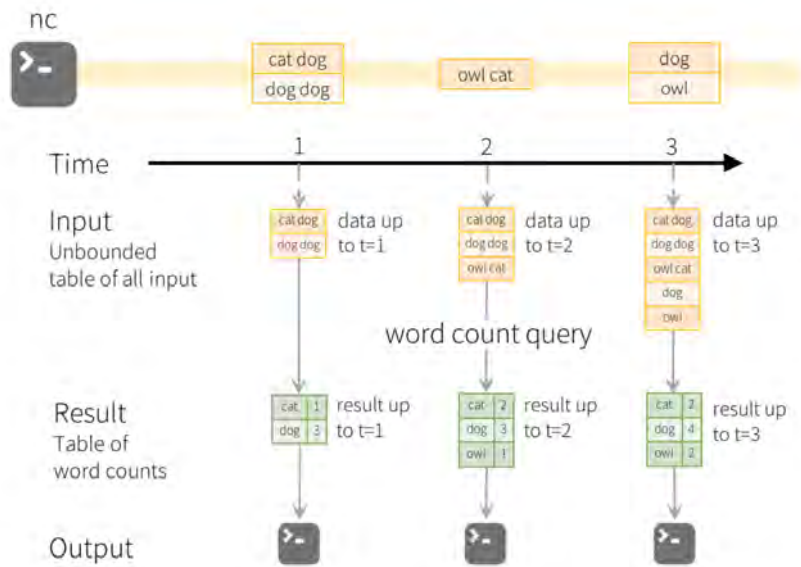 nc
cat dog
dog dog
owl cat
dog
owl
1 2 3
Time
Input
Unbounded
table of all input
cat dog
dog dog
data up
to t=1
cat dog
dog dog
owl cat
data up
to t=2
cat dog
dog dog
owl cat
dog
owl
data up
to t=3
word count query
Result
Table of
word counts
cat 1
dog 3
result up
to t=1
cat 2
dog 3
owl 1
result up
to t=2
cat 2
dog 4
owl 2
result up
to t=3
Output